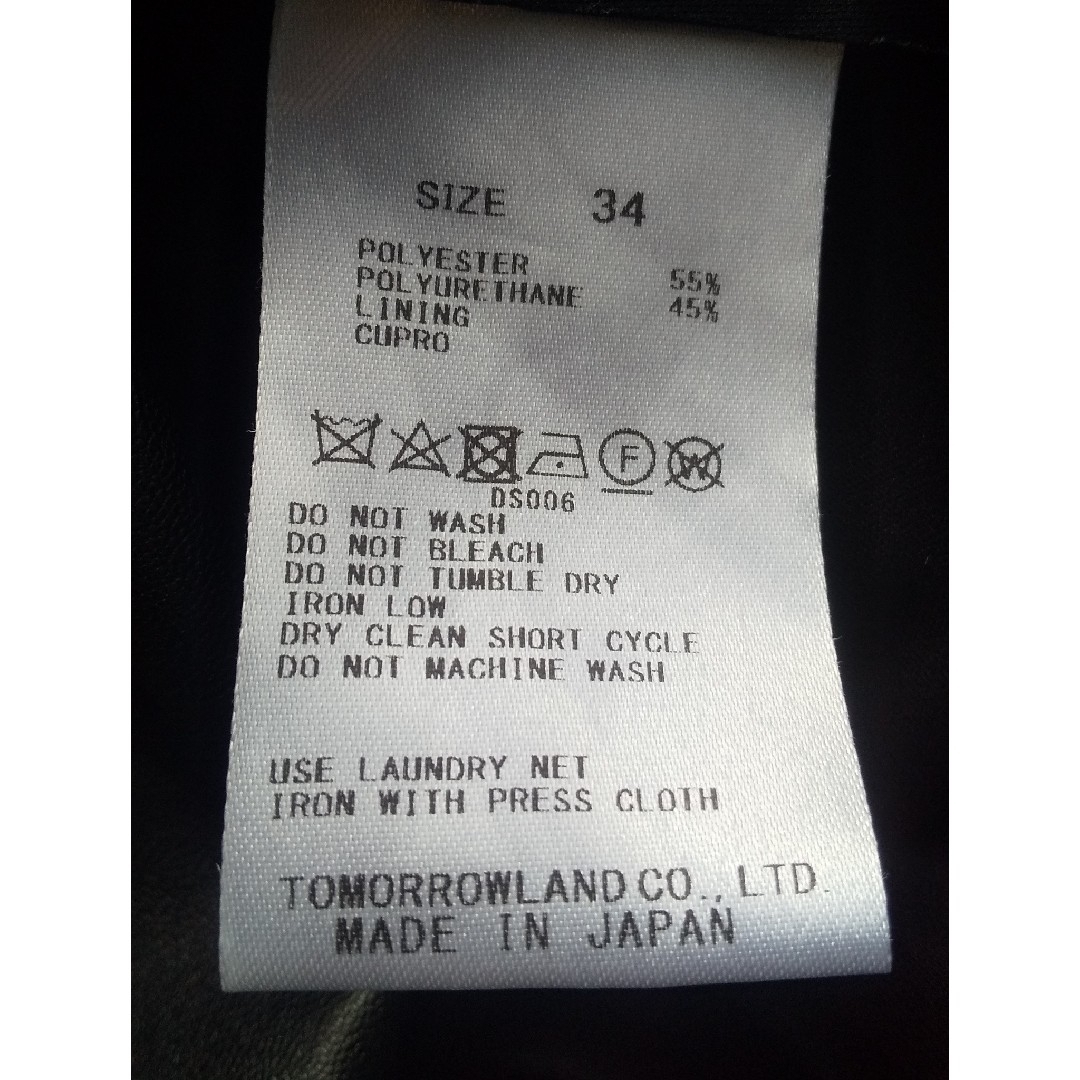 SIZE 34
POLYESTER 55%
POLYURETHANE 45%
LINING
CUPRO
F W
DS006
DO NOT WASH
DO NOT BLEACH
DO NOT TUMBLE DRY
IRON LOW
DRY CLEAN SHORT CYCLE
DO NOT MACHINE WASH
USE LAUNDRY NET
IRON WITH PRESS CLOTH
TOMORROWLAND CO., LTD.
MADE IN JAPAN